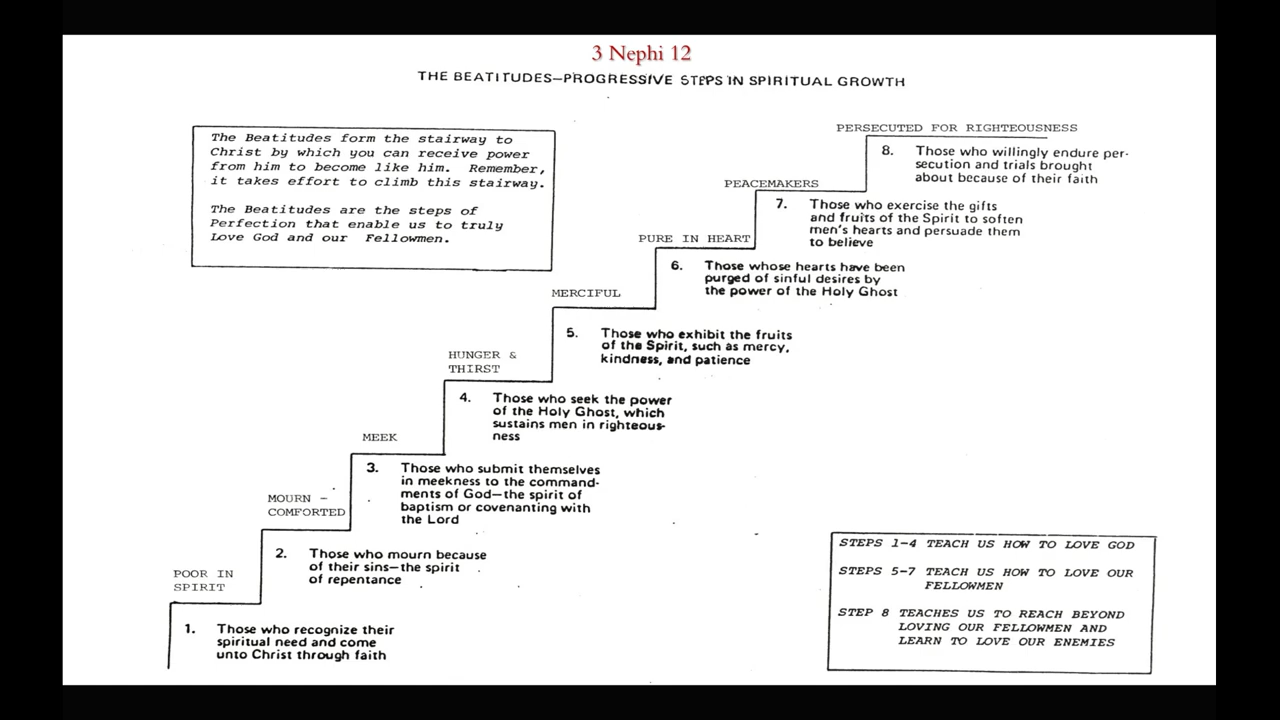 3 Nephi 12
THE BEATITUDES—PROGRESSIVE STEPS IN SPIRITUAL GROWTH
The Beatitudes form the stairway to
Christ by which you can receive power
from him to become like him. Remember,
it takes effort to climb this stairway.
The Beatitudes are the steps of
Perfection that enable us to truly
Love God and our Fellowmen.
PERSECUTED FOR RIGHTEOUSNESS
8. Those who willingly endure per-
secution and trials brought
about because of their faith
PEACEMAKERS
7. Those who exercise the gifts
and fruits of the Spirit to soften
men's hearts and persuade them
to believe
PURE IN HEART
6. Those whose hearts have been
purged of sinful desires by
the power of the Holy Ghost
MERCIFUL
5. Those who exhibit the fruits
of the Spirit, such as mercy,
kindness, and patience
HUNGER &
THIRST
4. Those who seek the power
of the Holy Ghost, which
sustains men in righteous-
ness
MEEK
3. Those who submit themselves
in meekness to the command-
ments of God—the spirit of
baptism or covenanting with
the Lord
MOURN -
COMFORTED
2. Those who mourn because
of their sins—the spirit
of repentance
POOR IN
SPIRIT
1. Those who recognize their
spiritual need and come
unto Christ through faith
STEPS 1-4 TEACH US HOW TO LOVE GOD
STEPS 5-7 TEACH US HOW TO LOVE OUR
FELLOWMEN
STEP 8 TEACHES US TO REACH BEYOND
LOVING OUR FELLOWMEN AND
LEARN TO LOVE OUR ENEMIES